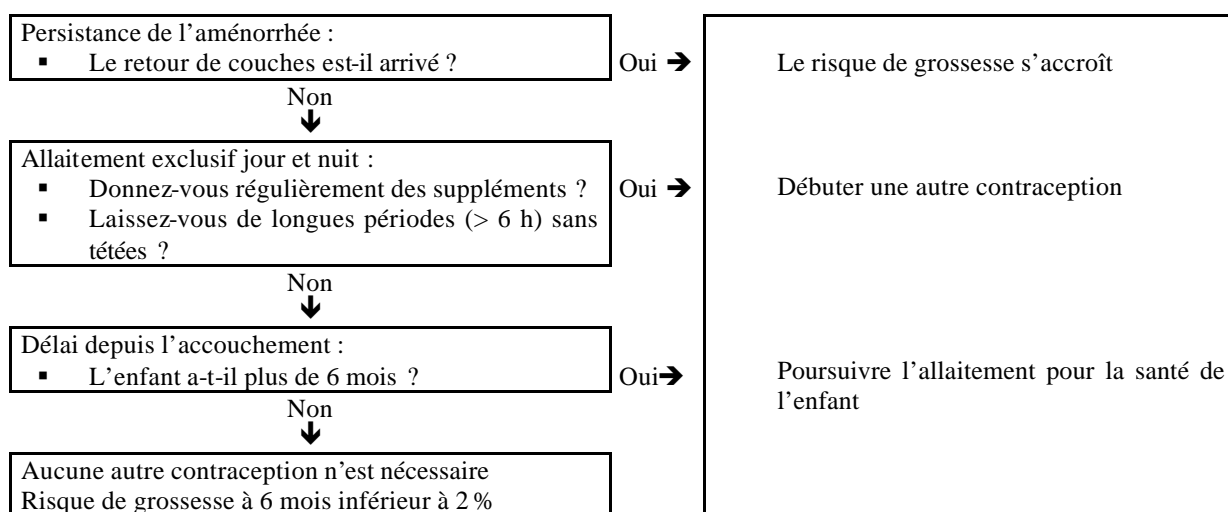 Persistance de l’aménorrhée :
▪ Le retour de couches est-il arrivé ?
Oui ➔
Le risque de grossesse s’accroît
Non
🡻
Allaitement exclusif jour et nuit :
▪ Donnez-vous régulièrement des suppléments ?
▪ Laissez-vous de longues périodes (> 6 h) sans
tétées ?
Oui ➔
Débuter une autre contraception
Non
🡻
Délai depuis l’accouchement :
▪ L’enfant a-t-il plus de 6 mois ?
Oui➔
Poursuivre l’allaitement pour la santé de
l’enfant
Non
🡻
Aucune autre contraception n’est nécessaire
Risque de grossesse à 6 mois inférieur à 2 %